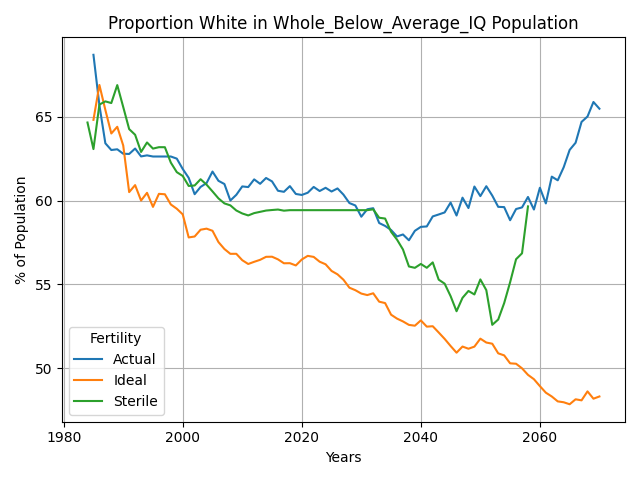 Proportion White in Whole_Below_Average_IQ Population
% of Population
65
60
55
50
Fertility
Actual
Ideal
Sterile
1980
2000
2020
2040
2060
Years